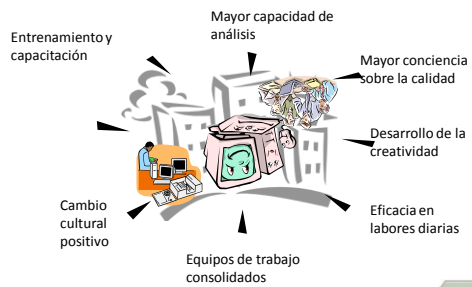 Mayor capacidad de
análisis
Entrenamiento y
capacitación
Mayor conciencia
sobre la calidad
Desarrollo de la
creatividad
Cambio
cultural
positivo
Eficacia en
labores diarias
Equipos de trabajo
consolidados